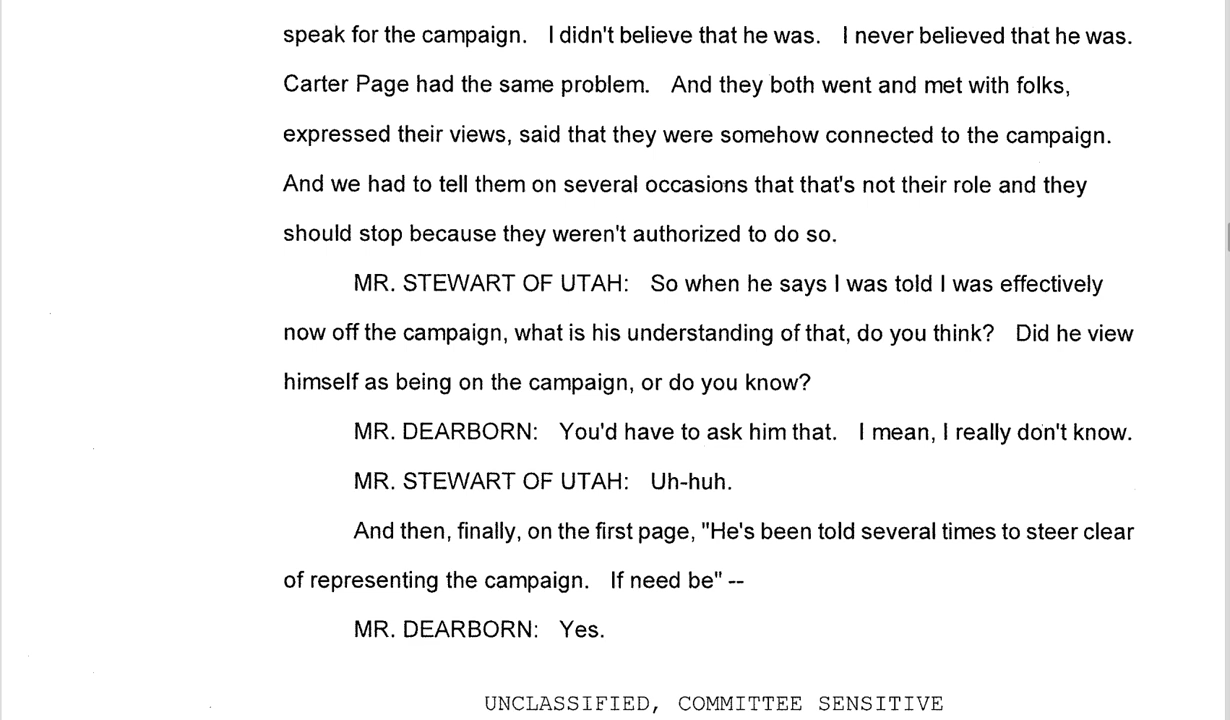 speak for the campaign. I didn't believe that he was. I never believed that he was.
Carter Page had the same problem. And they both went and met with folks,
expressed their views, said that they were somehow connected to the campaign.
And we had to tell them on several occasions that that's not their role and they
should stop because they weren't authorized to do so.
MR. STEWART OF UTAH: So when he says I was told I was effectively
now off the campaign, what is his understanding of that, do you think? Did he view
himself as being on the campaign, or do you know?
MR. DEARBORN: You'd have to ask him that. I mean, I really don't know.
MR. STEWART OF UTAH: Uh-huh.
And then, finally, on the first page, "He's been told several times to steer clear
of representing the campaign. If need be" --
MR. DEARBORN: Yes.
UNCLASSIFIED, COMMITTEE SENSITIVE